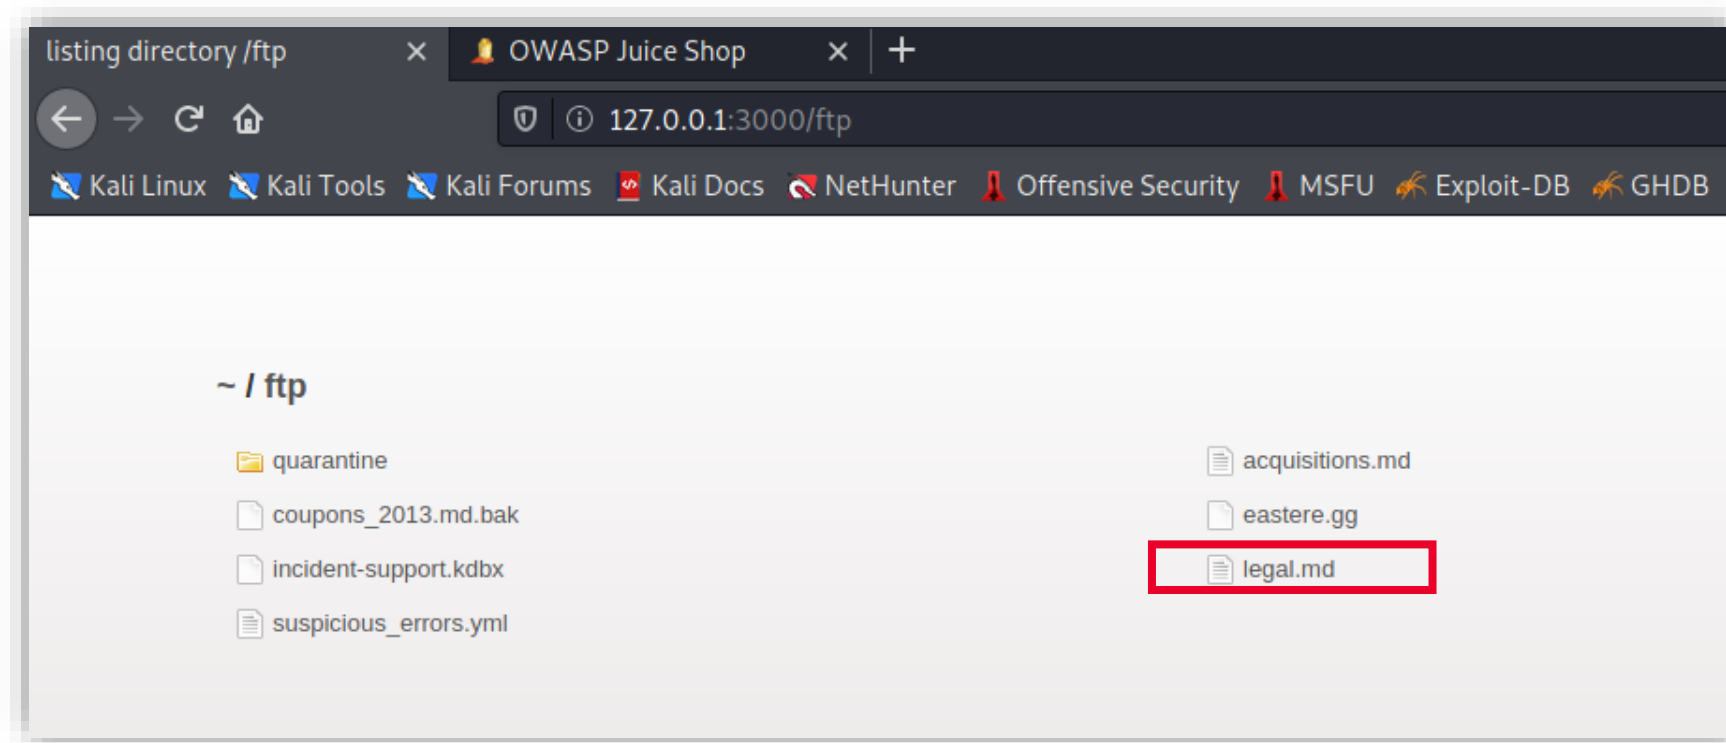 listing directory /ftp OWASP Juice Shop
127.0.0.1:3000/ftp
Kali Linux Kali Tools Kali Forums Kali Docs NetHunter Offensive Security MSFU Exploit-DB GHDB
~ / ftp
quarantine acquisitions.md
coupons_2013.md.bak eastere.gg
incident-support.kdbx legal.md
suspicious_errors.yml